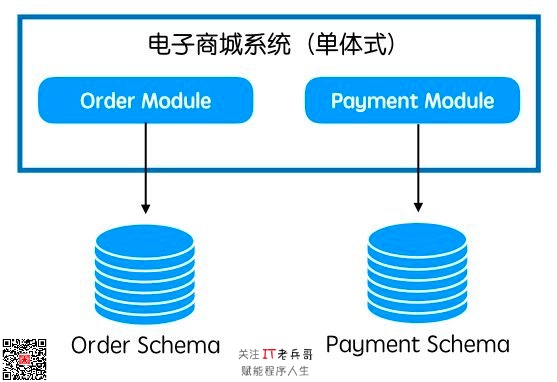 电子商城系统（单体式）
Order Module
Payment Module
Order Schema
Payment Schema
关注 IT老兵哥
赋能程序人生